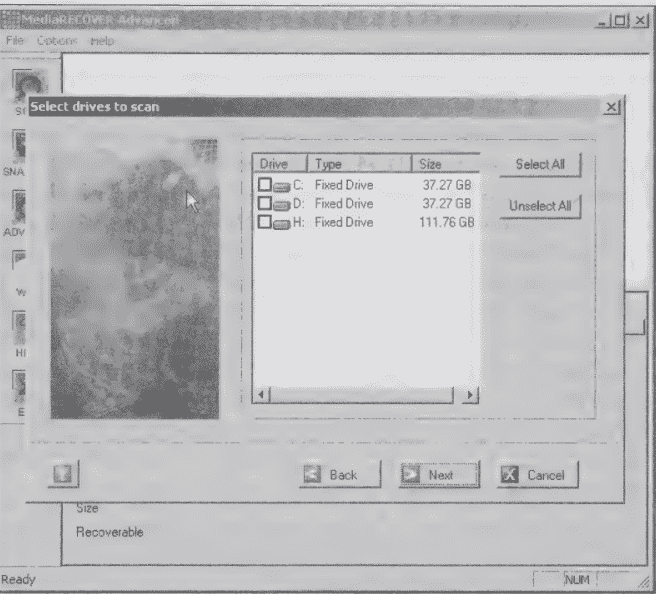 MediaRECOVER Advanced
File Options Help
Select drives to scan
Drive Type Size
C: Fixed Drive 37.27 GB
D: Fixed Drive 37.27 GB
H: Fixed Drive 111.76 GB
Select All
Unselect All
Back Next Cancel
Size
Recoverable
Ready NUM